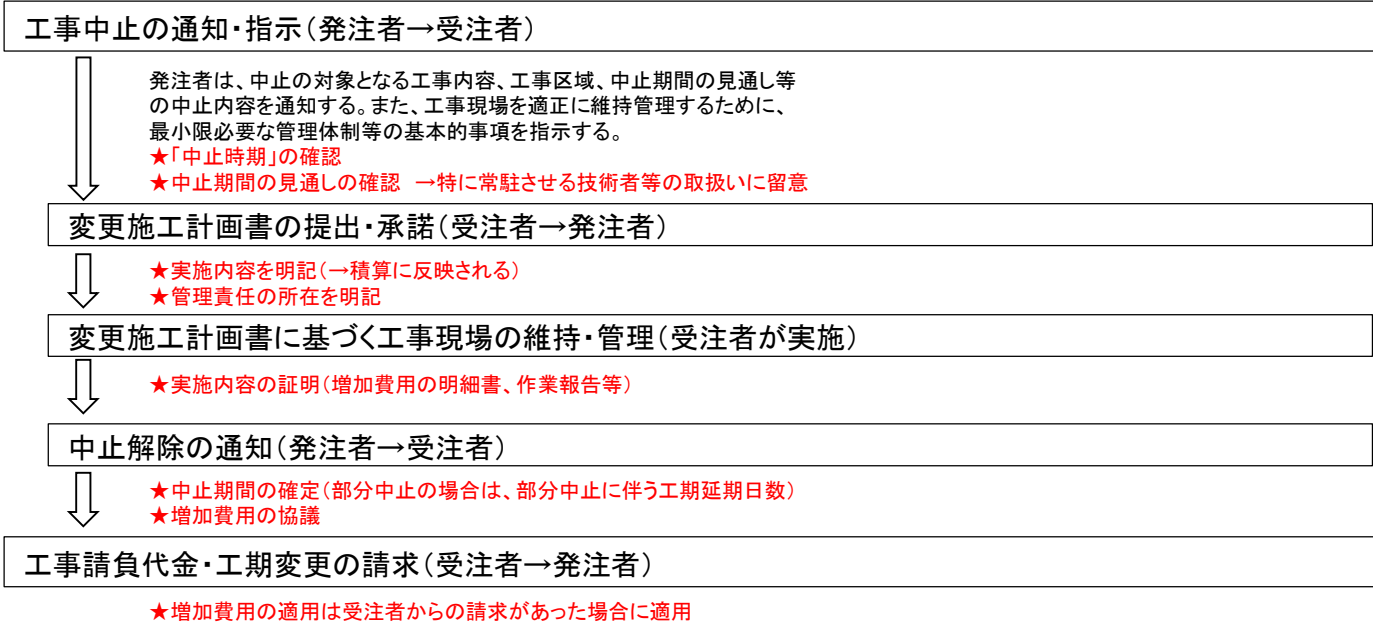 工事中止の通知・指示(発注者→受注者)
発注者は、中止の対象となる工事内容、工事区域、中止期間の見通し等
の中止内容を通知する。また、工事現場を適正に維持管理するために、
最小限必要な管理体制等の基本的事項を指示する。
★「中止時期」の確認
★中止期間の見通しの確認 →特に常駐させる技術者等の取扱いに留意
変更施工計画書の提出・承諾(受注者→発注者)
★実施内容を明記(→積算に反映される)
★管理責任の所在を明記
変更施工計画書に基づく工事現場の維持・管理(受注者が実施)
★実施内容の証明(増加費用の明細書、作業報告等)
中止解除の通知(発注者→受注者)
★中止期間の確定(部分中止の場合は、部分中止に伴う工期延期日数)
★増加費用の協議
工事請負代金・工期変更の請求(受注者→発注者)
★増加費用の適用は受注者からの請求があった場合に適用